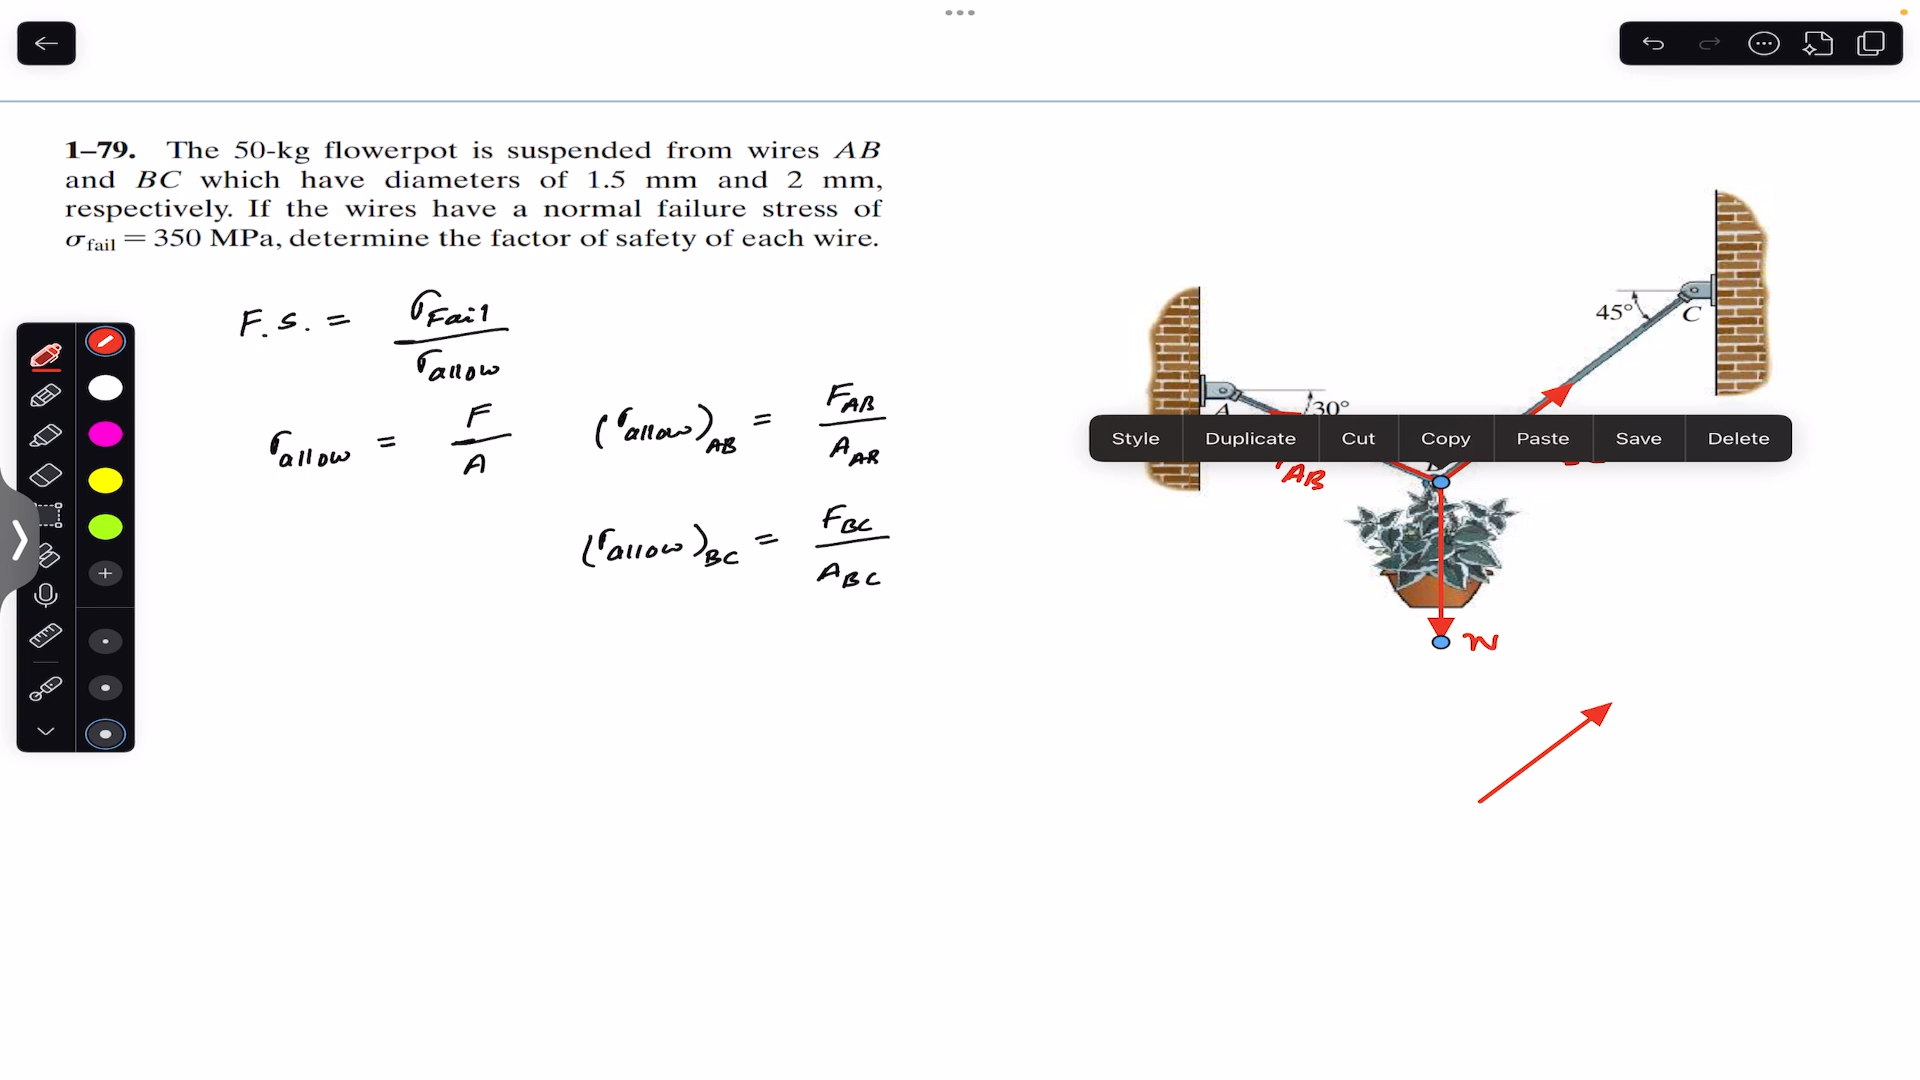 1–79. The 50-kg flowerpot is suspended from wires AB
and BC which have diameters of 1.5 mm and 2 mm,
respectively. If the wires have a normal failure stress of
σfail = 350 MPa, determine the factor of safety of each wire.
F.S. = σFail / σallow
σallow = F / A
(σallow)AB = FAB / AAB
(σallow)BC = FBC / ABC
45°
C
A
30°
Style Duplicate Cut Copy Paste Save Delete
AB
W